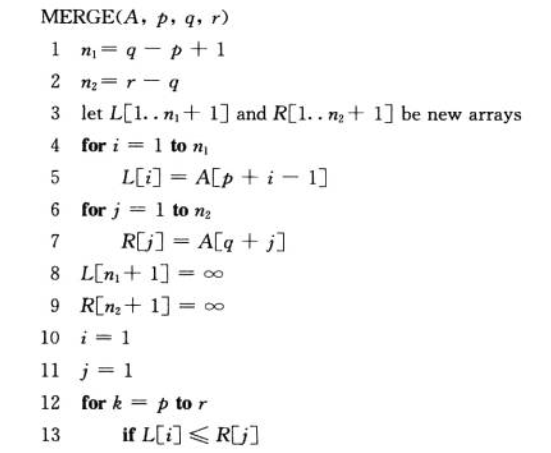 MERGE(A, p, q, r)
1 n₁ = q − p + 1
2 n₂ = r − q
3 let L[1..n₁ + 1] and R[1..n₂ + 1] be new arrays
4 for i = 1 to n₁
5 L[i] = A[p + i − 1]
6 for j = 1 to n₂
7 R[j] = A[q + j]
8 L[n₁ + 1] = ∞
9 R[n₂ + 1] = ∞
10 i = 1
11 j = 1
12 for k = p to r
13 if L[i] ⩽ R[j]